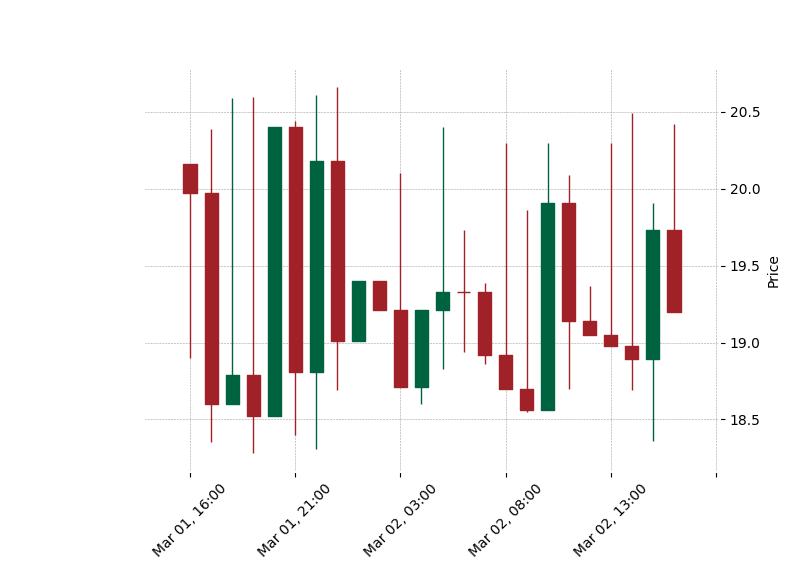 20.5
20.0
19.5
19.0
18.5
Price
Mar 01, 16:00
Mar 01, 21:00
Mar 02, 03:00
Mar 02, 08:00
Mar 02, 13:00